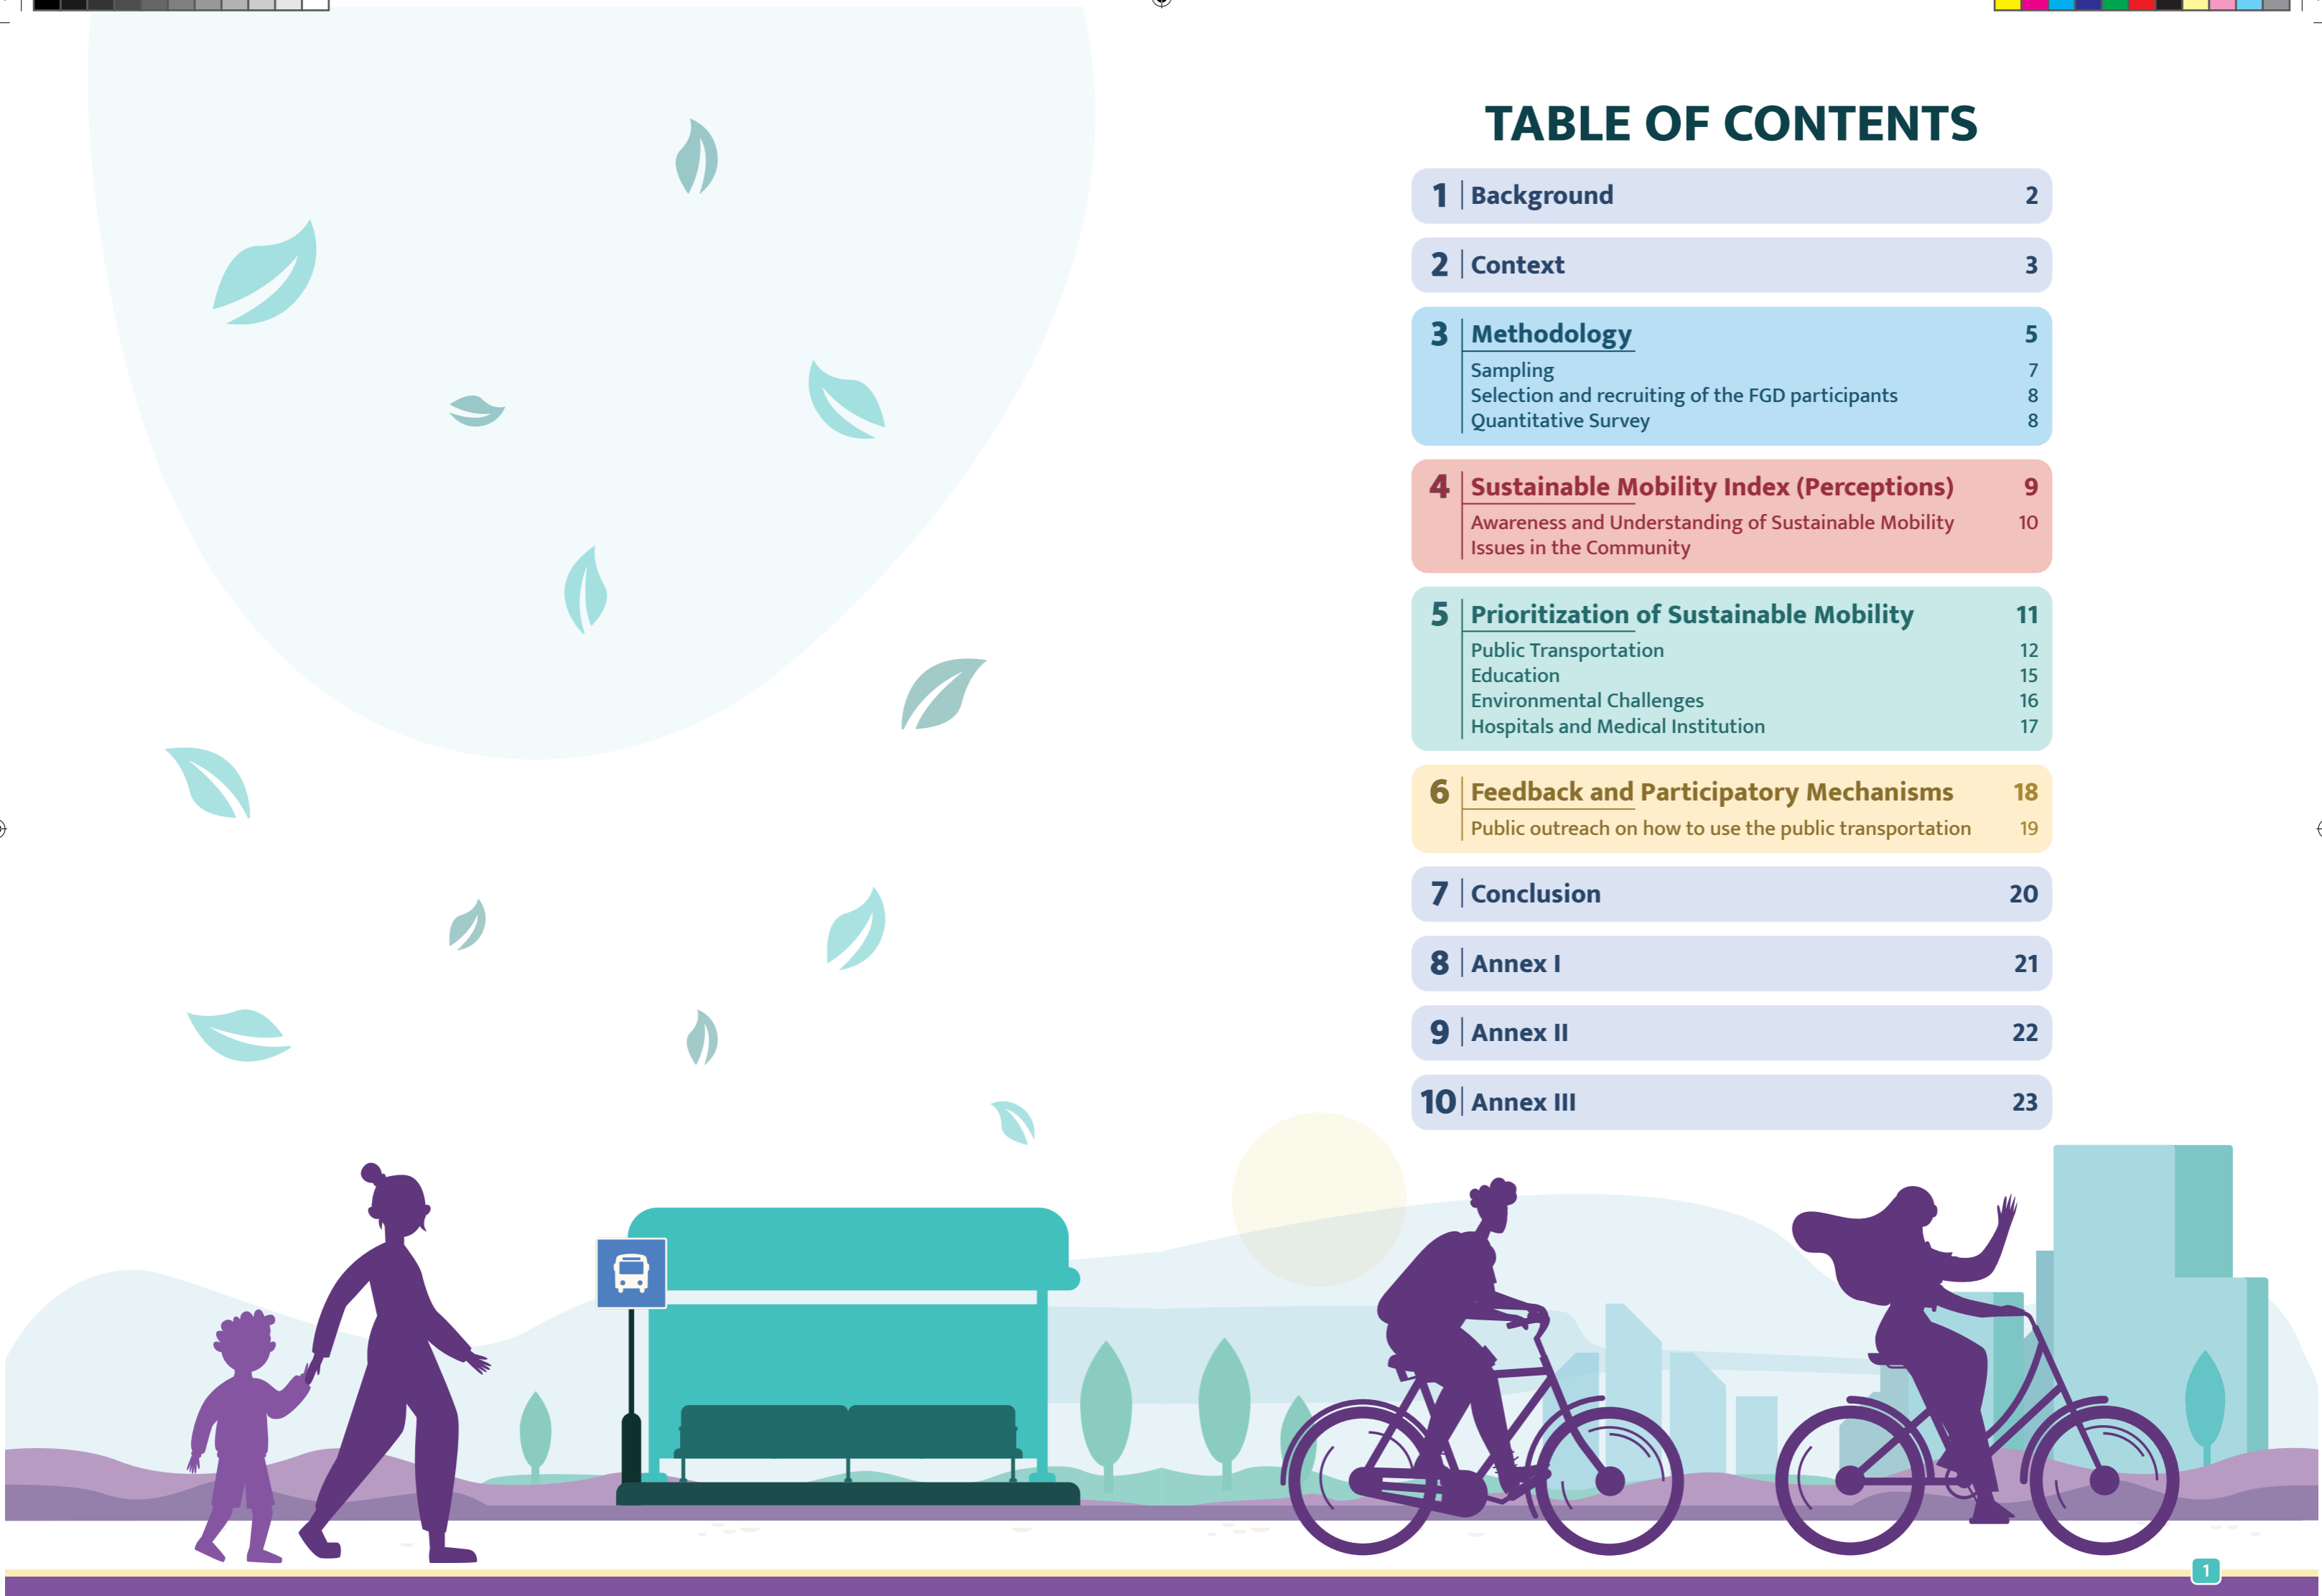 TABLE OF CONTENTS
1 Background 2
2 Context 3
3 Methodology 5
Sampling 7
Selection and recruiting of the FGD participants 8
Quantitative Survey 8
4 Sustainable Mobility Index (Perceptions) 9
Awareness and Understanding of Sustainable Mobility 10
Issues in the Community
5 Prioritization of Sustainable Mobility 11
Public Transportation 12
Education 15
Environmental Challenges 16
Hospitals and Medical Institution 17
6 Feedback and Participatory Mechanisms 18
Public outreach on how to use the public transportation 19
7 Conclusion 20
8 Annex I 21
9 Annex II 22
10 Annex III 23
1